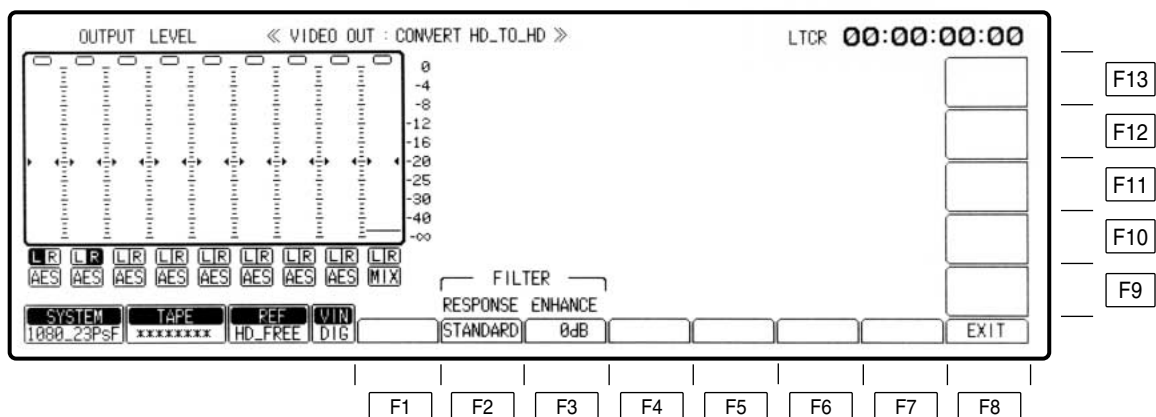 OUTPUT LEVEL ≪ VIDEO OUT : CONVERT HD_TO_HD ≫ LTCR 00:00:00:00
0
-4
-8
-12
-16
-20
-25
-30
-40
-∞
F13
F12
F11
F10
F9
L R L R L R L R L R L R L R L R L R
AES AES AES AES AES AES AES AES MIX
FILTER
RESPONSE ENHANCE
SYSTEM TAPE REF VIN
1080_23PsF ******** HD_FREE DIG STANDARD 0dB EXIT
F1 F2 F3 F4 F5 F6 F7 F8